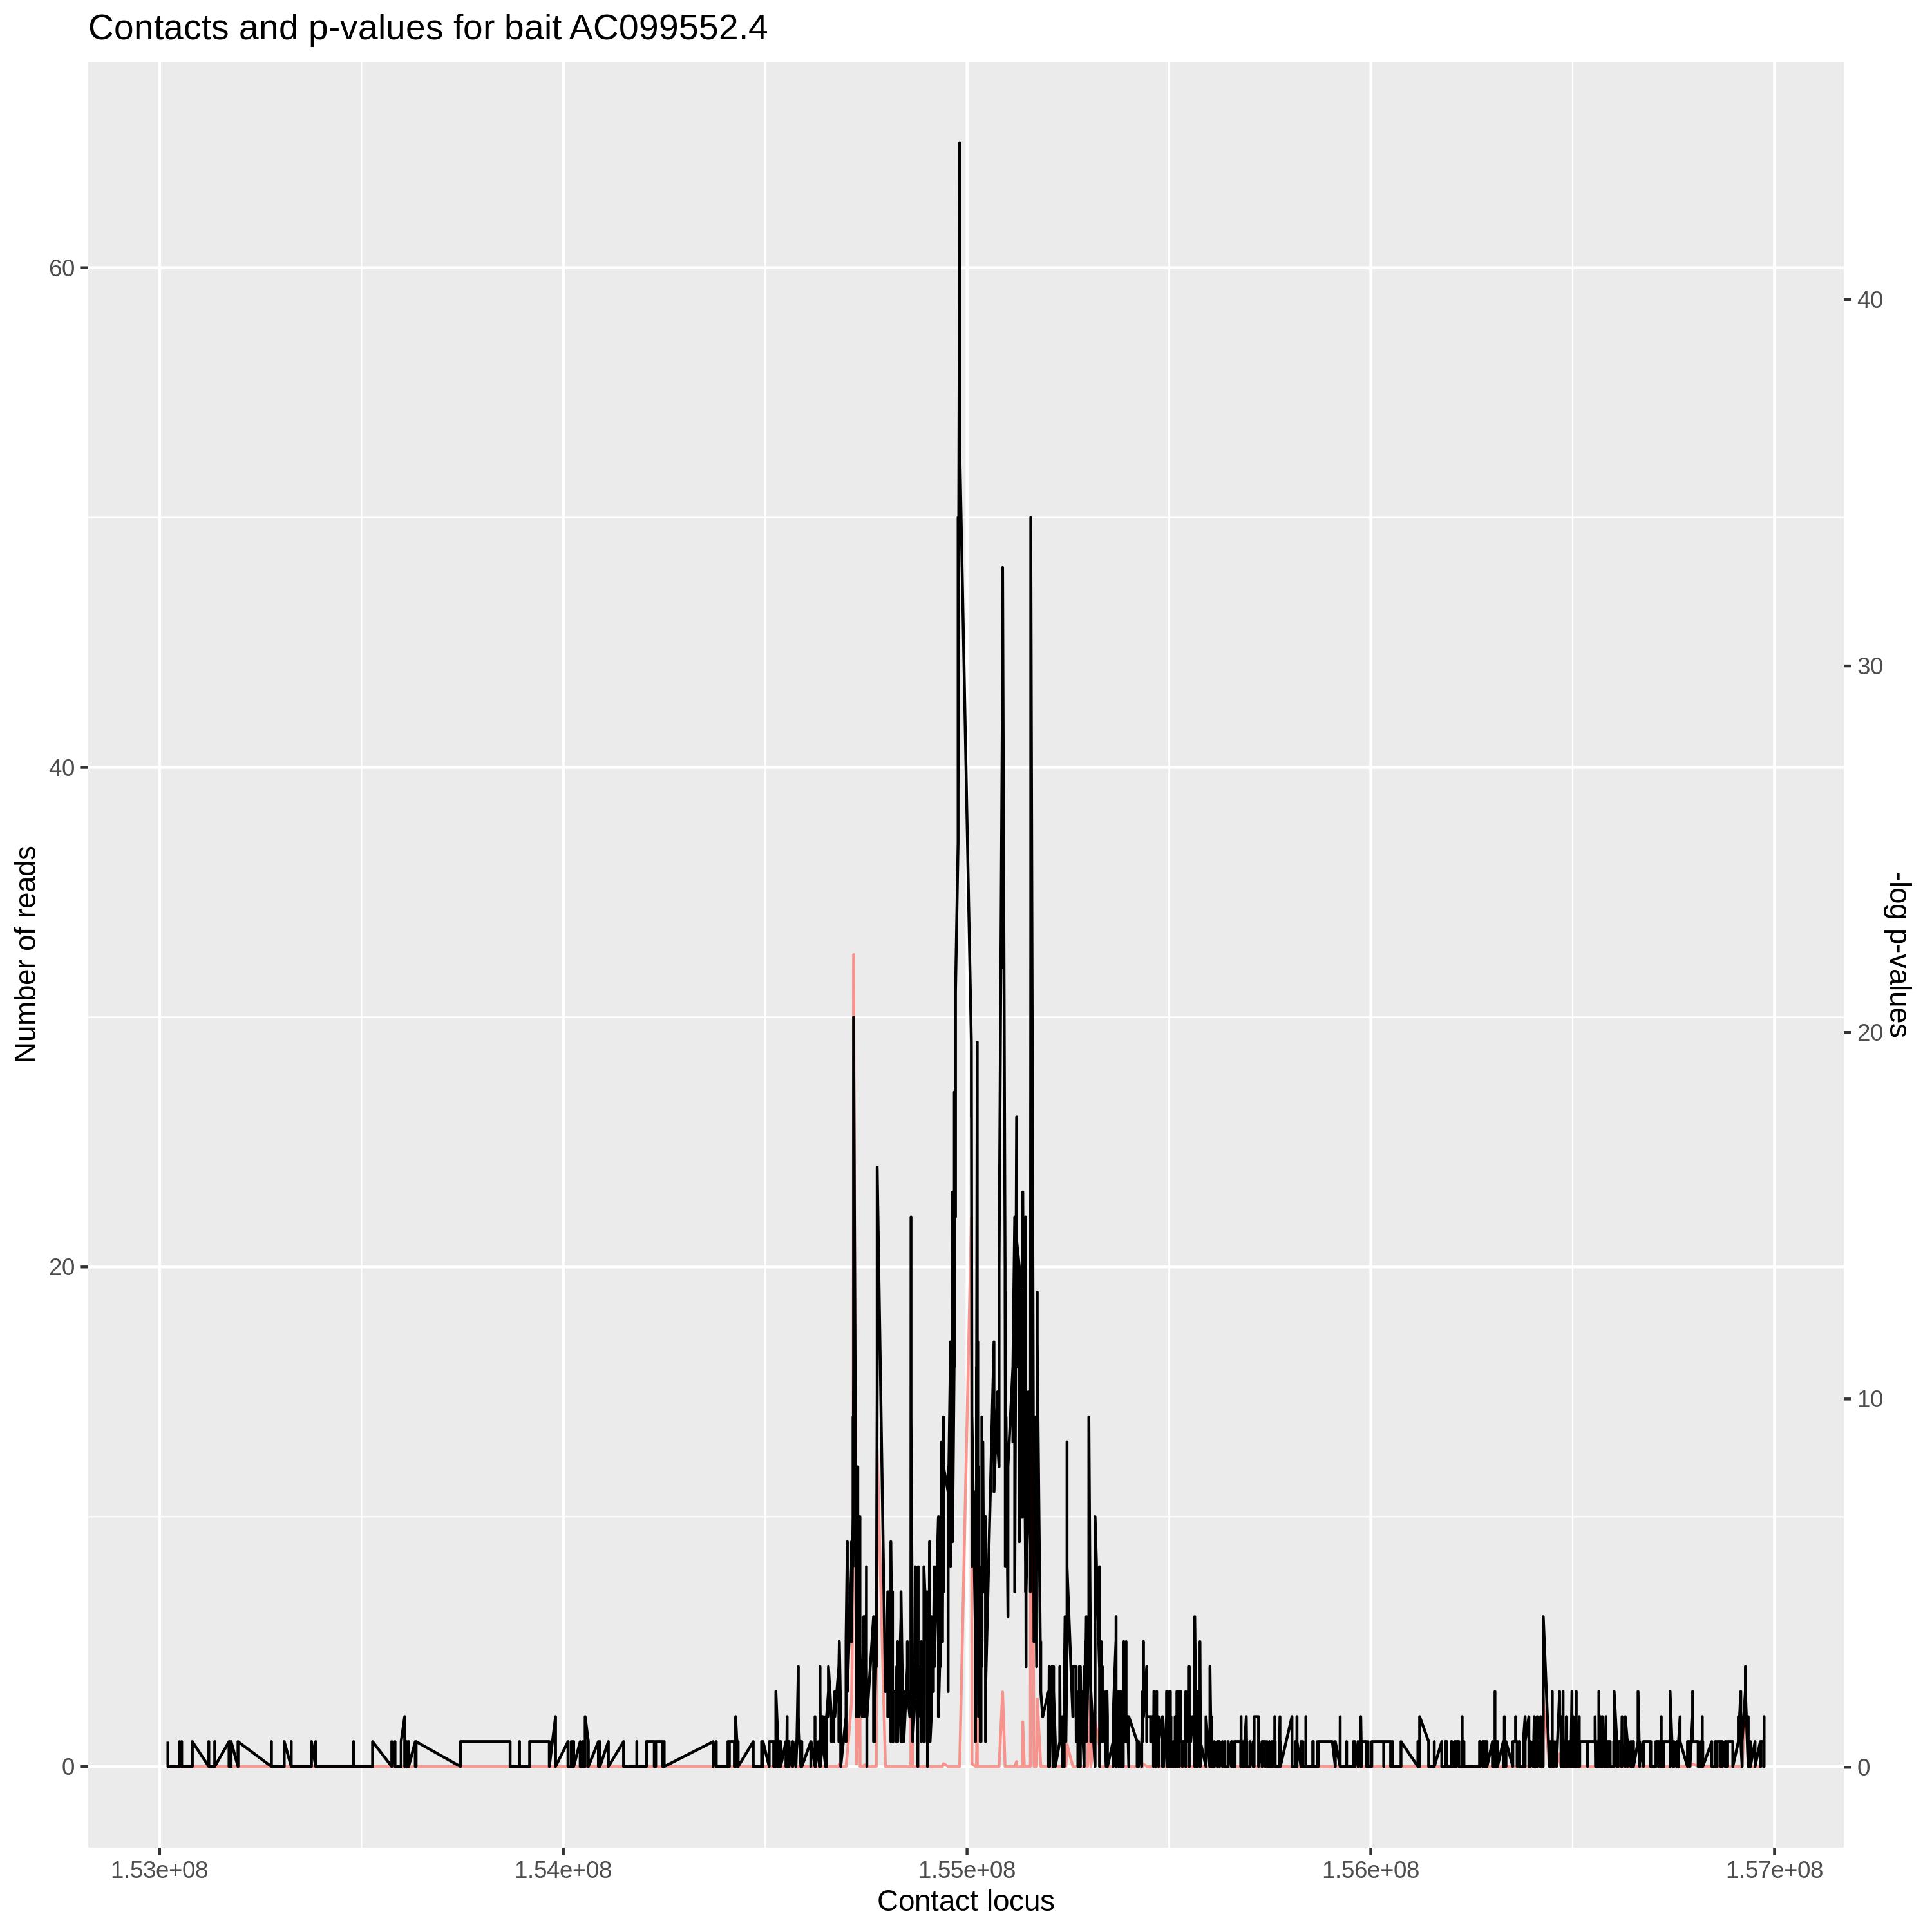 Contacts and p-values for bait AC099552.4
60
40
20
0
Number of reads
40
30
20
10
0
-log p-values
1.53e+08
1.54e+08
1.55e+08
1.56e+08
1.57e+08
Contact locus